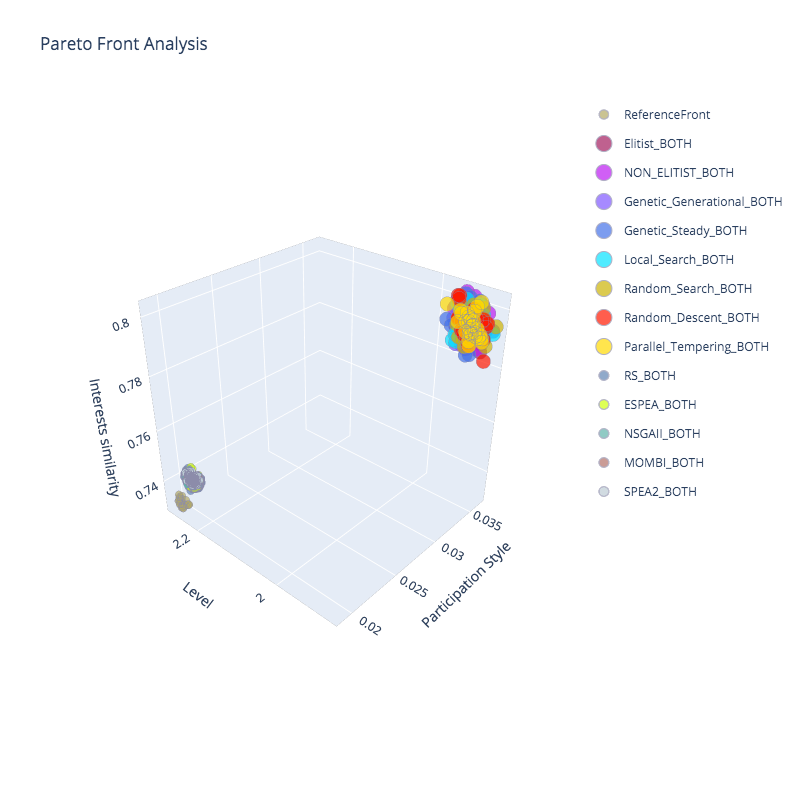 Pareto Front Analysis
ReferenceFront
Elitist_BOTH
NON_ELITIST_BOTH
Genetic_Generational_BOTH
Genetic_Steady_BOTH
Local_Search_BOTH
Random_Search_BOTH
Random_Descent_BOTH
Parallel_Tempering_BOTH
RS_BOTH
ESPEA_BOTH
NSGAII_BOTH
MOMBI_BOTH
SPEA2_BOTH
0.8
0.78
0.76
0.74
Interests similarity
2.2
2
Level
0.035
0.03
0.025
0.02
Participation Style